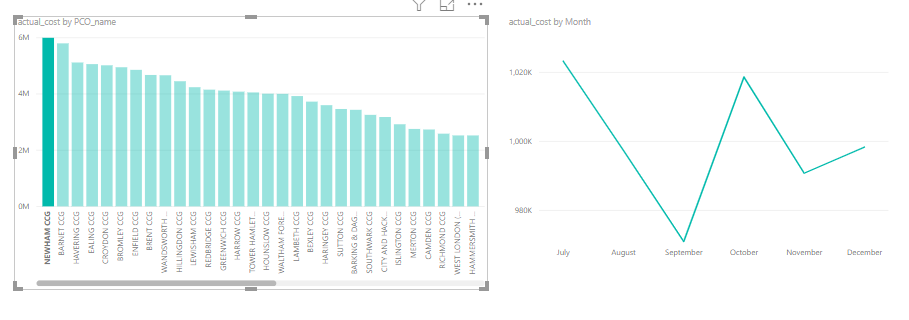 actual_cost by PCO_name
6M
4M
2M
0M
NEWHAM CCG
BARNET CCG
HAVERING CCG
EALING CCG
CROYDON CCG
BROMLEY CCG
ENFIELD CCG
BRENT CCG
WANDSWORTH ...
HILLINGDON CCG
LEWISHAM CCG
REDBRIDGE CCG
GREENWICH CCG
HARROW CCG
TOWER HAMLET...
HOUNSLOW CCG
WALTHAM FORE...
LAMBETH CCG
BEXLEY CCG
HARINGEY CCG
SUTTON CCG
BARKING & DAG...
SOUTHWARK CCG
CITY AND HACK...
ISLINGTON CCG
MERTON CCG
CAMDEN CCG
RICHMOND CCG
WEST LONDON (...
HAMMERSMITH ...
actual_cost by Month
1,020K
1,000K
980K
July August September October November December